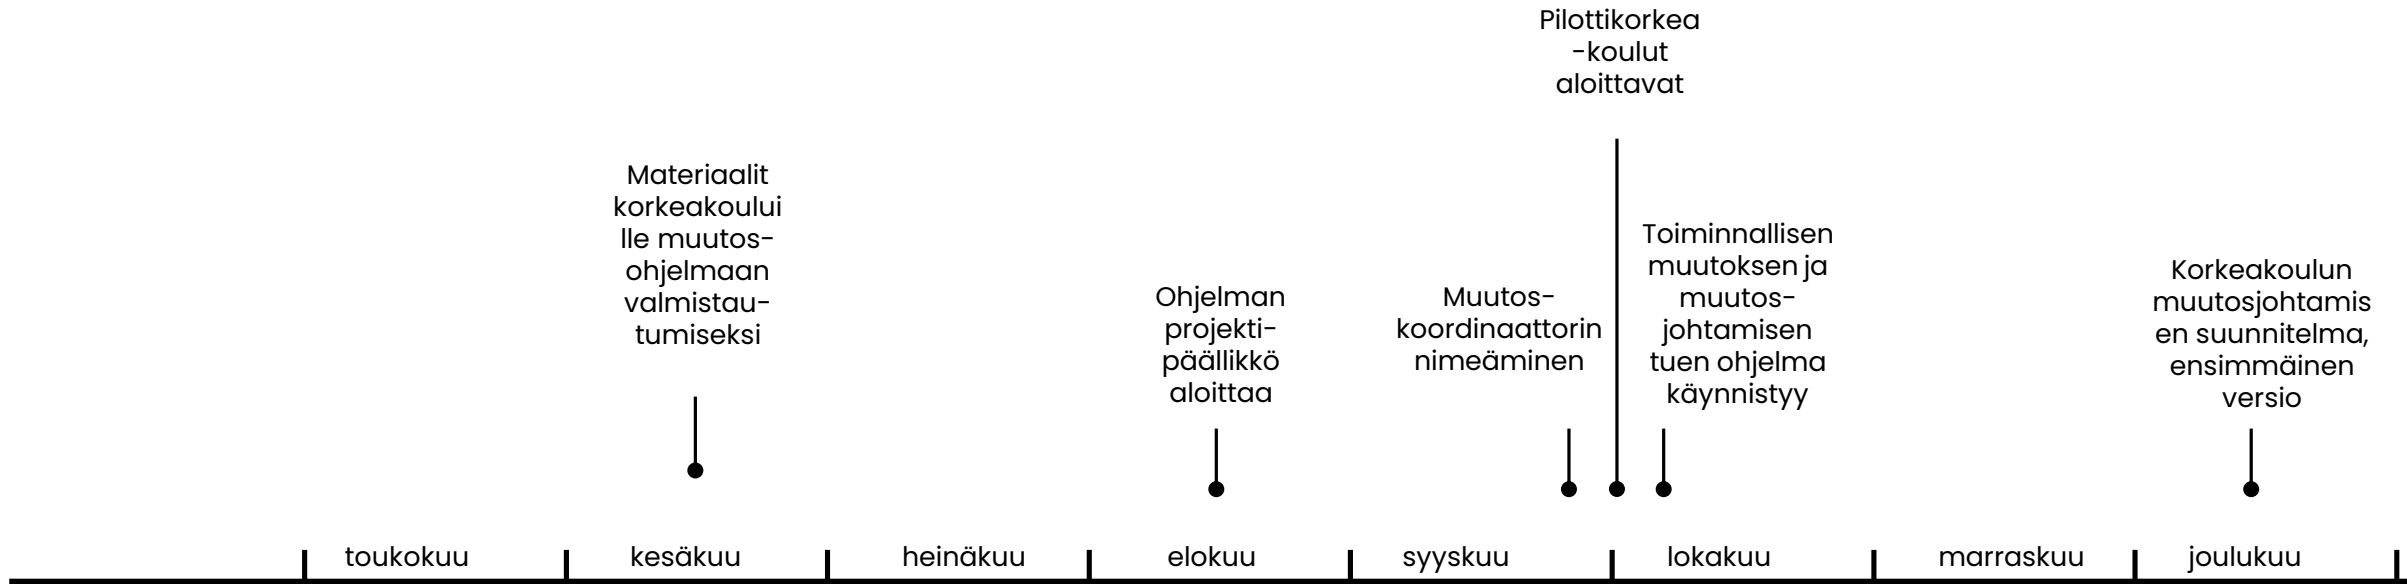 Pilottikorkea
-koulut
aloittavat
Materiaalit
korkeakoului
lle muutos-
ohjelmaan
valmistau-
tumiseksi
Ohjelman
projekti-
päällikkö
aloittaa
Muutos-
koordinaattorin
nimeäminen
Toiminnallisen
muutoksen ja
muutos-
johtamisen
tuen ohjelma
käynnistyy
Korkeakoulun
muutosjohtamis
en suunnitelma,
ensimmäinen
versio
toukokuu
kesäkuu
heinäkuu
elokuu
syyskuu
lokakuu
marraskuu
joulukuu